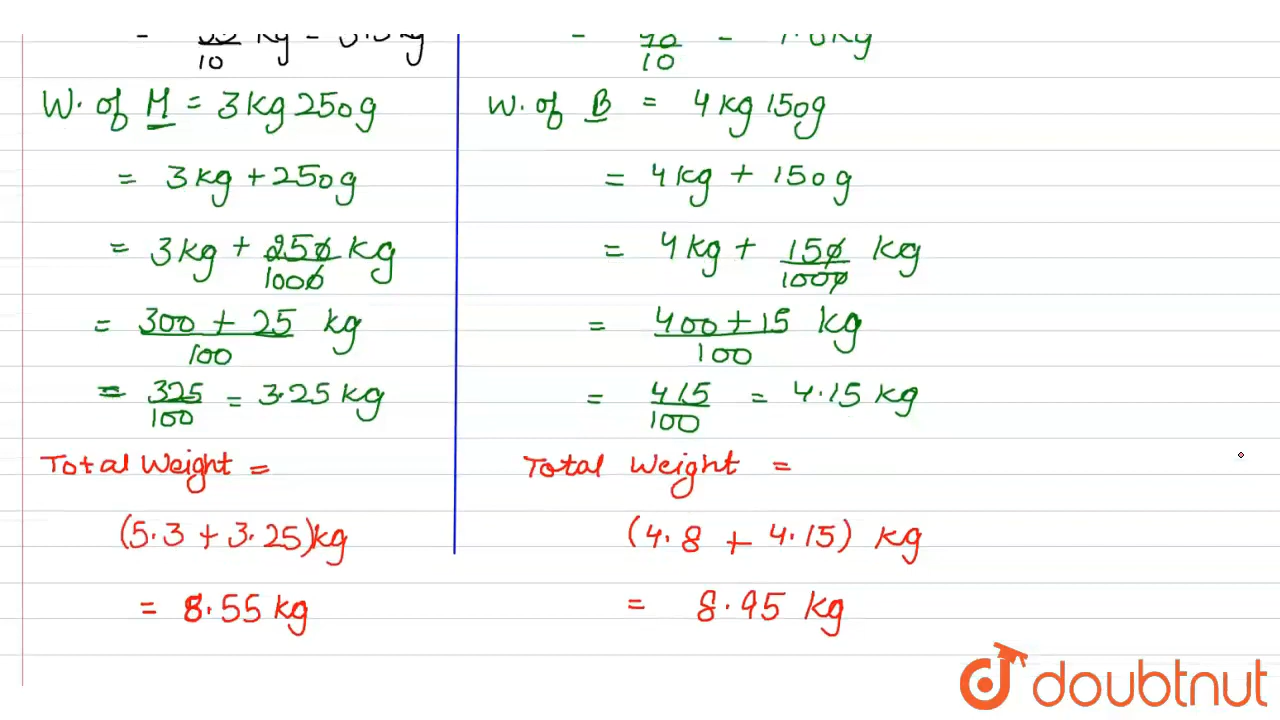 W. of M = 3kg 250g
= 3kg + 250g
= 3kg + 250/1000 kg
= 300 + 25/100 kg
= 325/100 = 3.25 kg
Total Weight =
(5.3 + 3.25)kg
= 8.55 kg
W. of B = 4kg 150g
= 4kg + 150g
= 4kg + 150/1000 kg
= 400 + 15/100 kg
= 415/100 = 4.15 kg
Total Weight =
(4.8 + 4.15) kg
= 8.95 kg
doubtnut